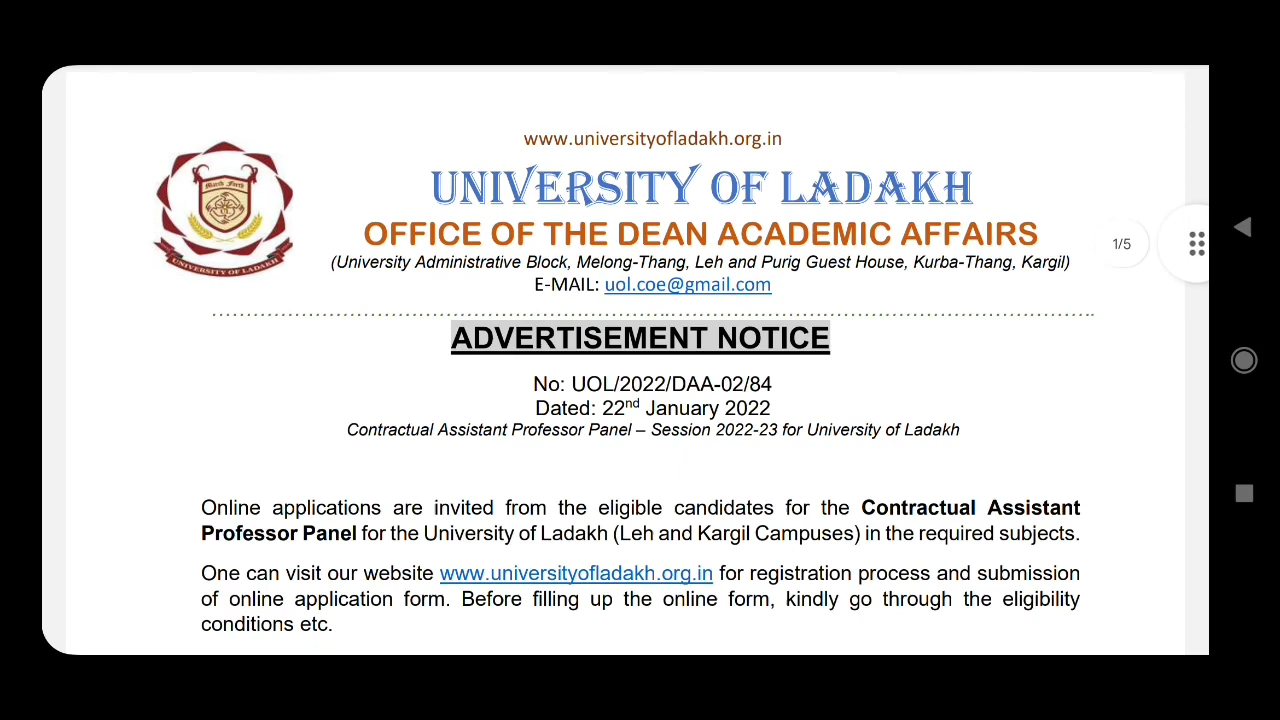 www.universityofladakh.org.in
UNIVERSITY OF LADAKH
OFFICE OF THE DEAN ACADEMIC AFFAIRS
(University Administrative Block, Melong-Thang, Leh and Purig Guest House, Kurba-Thang, Kargil)
E-MAIL: uol.coe@gmail.com
March Forth
UNIVERSITY OF LADAKH
1/5
ADVERTISEMENT NOTICE
No: UOL/2022/DAA-02/84
Dated: 22nd January 2022
Contractual Assistant Professor Panel – Session 2022-23 for University of Ladakh
Online applications are invited from the eligible candidates for the Contractual Assistant
Professor Panel for the University of Ladakh (Leh and Kargil Campuses) in the required subjects.
One can visit our website www.universityofladakh.org.in for registration process and submission
of online application form. Before filling up the online form, kindly go through the eligibility
conditions etc.